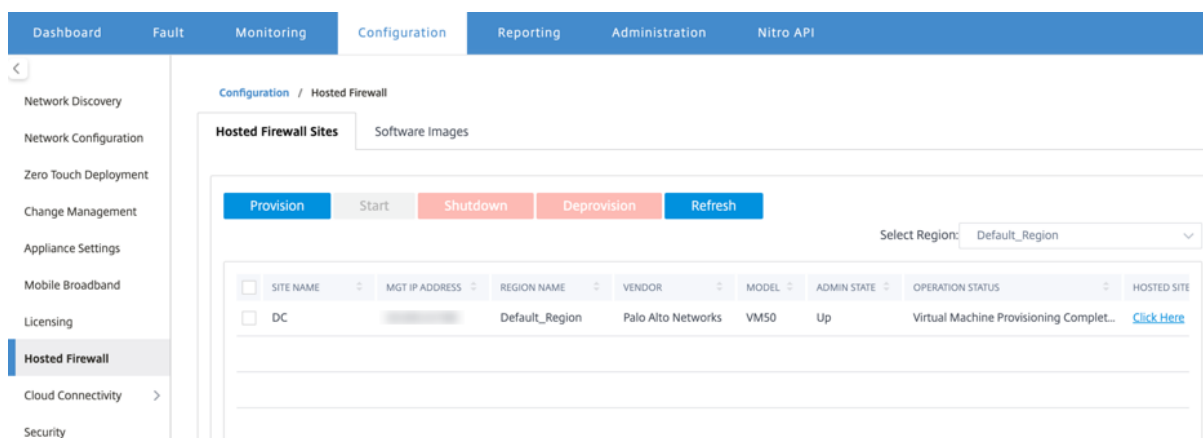 Dashboard Fault Monitoring Configuration Reporting Administration Nitro API
Network Discovery
Network Configuration
Zero Touch Deployment
Change Management
Appliance Settings
Mobile Broadband
Licensing
Hosted Firewall
Cloud Connectivity
Security
Configuration / Hosted Firewall
Hosted Firewall Sites Software Images
Provision Start Shutdown Deprovision Refresh
Select Region: Default_Region
SITE NAME MGT IP ADDRESS REGION NAME VENDOR MODEL ADMIN STATE OPERATION STATUS HOSTED SITE
DC Default_Region Palo Alto Networks VM50 Up Virtual Machine Provisioning Complet... Click Here